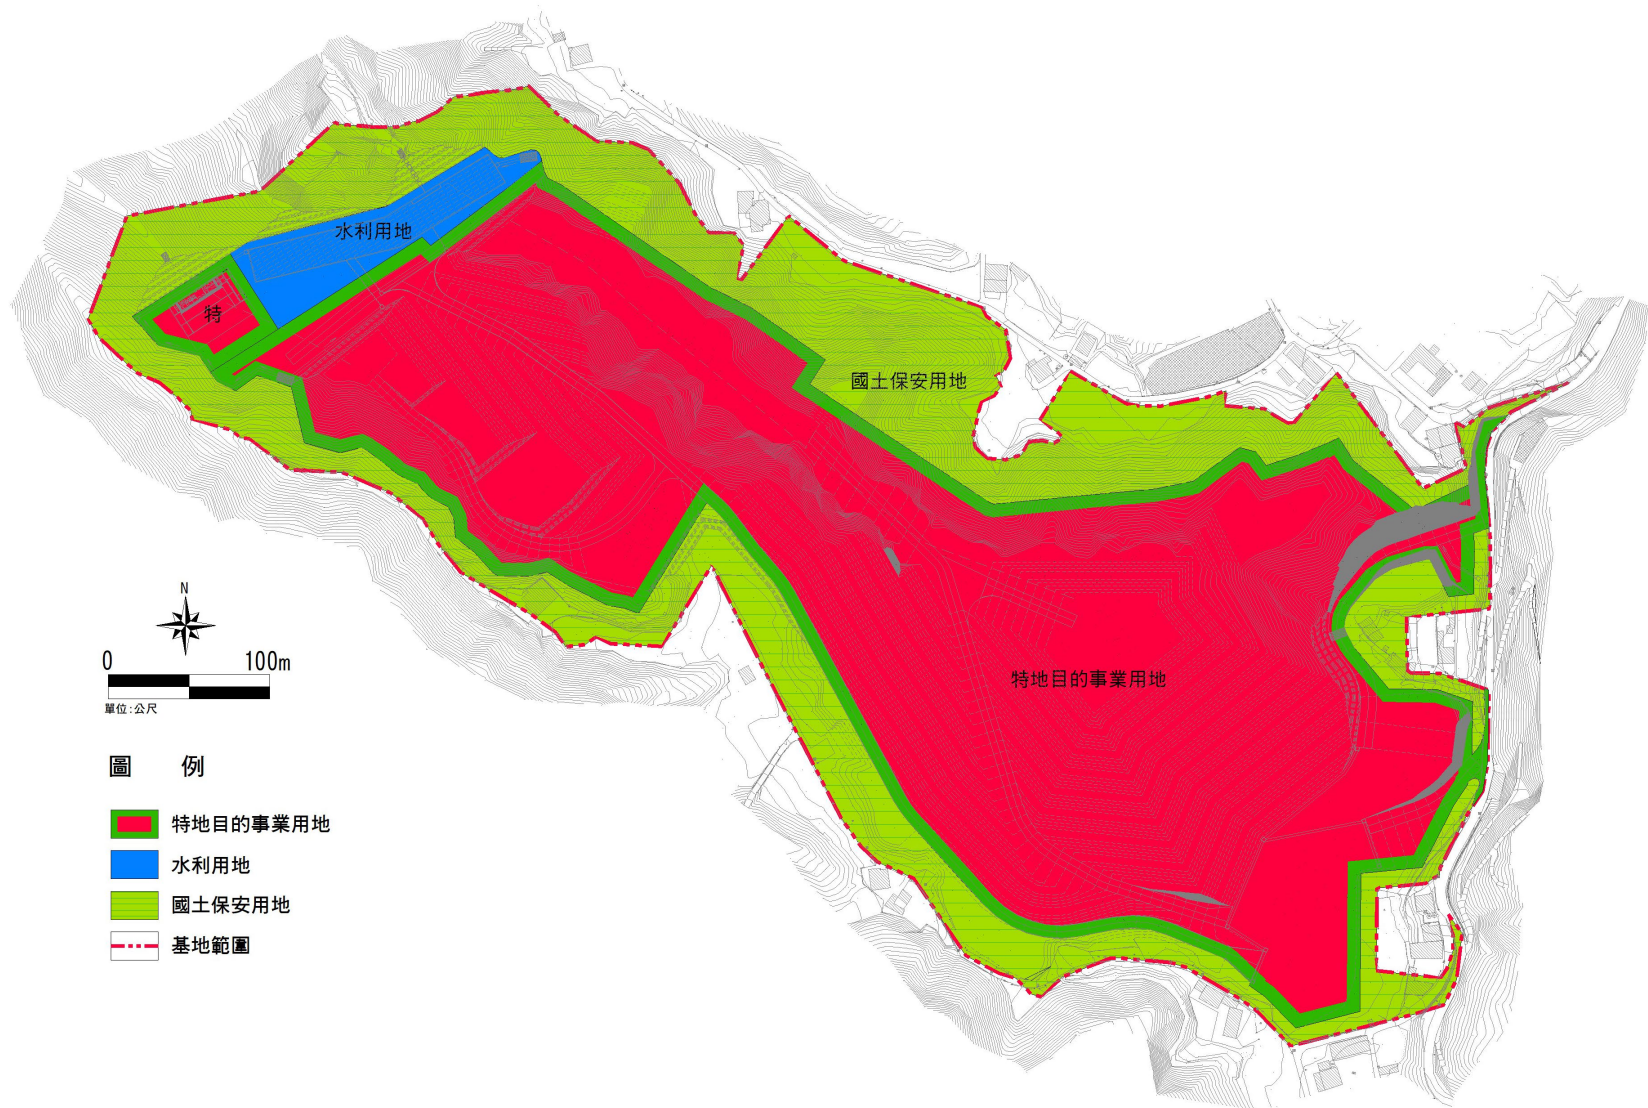 水利用地
特
國土保安用地
特地目的事業用地
N
0 100m
單位:公尺
圖 例
特地目的事業用地
水利用地
國土保安用地
基地範圍